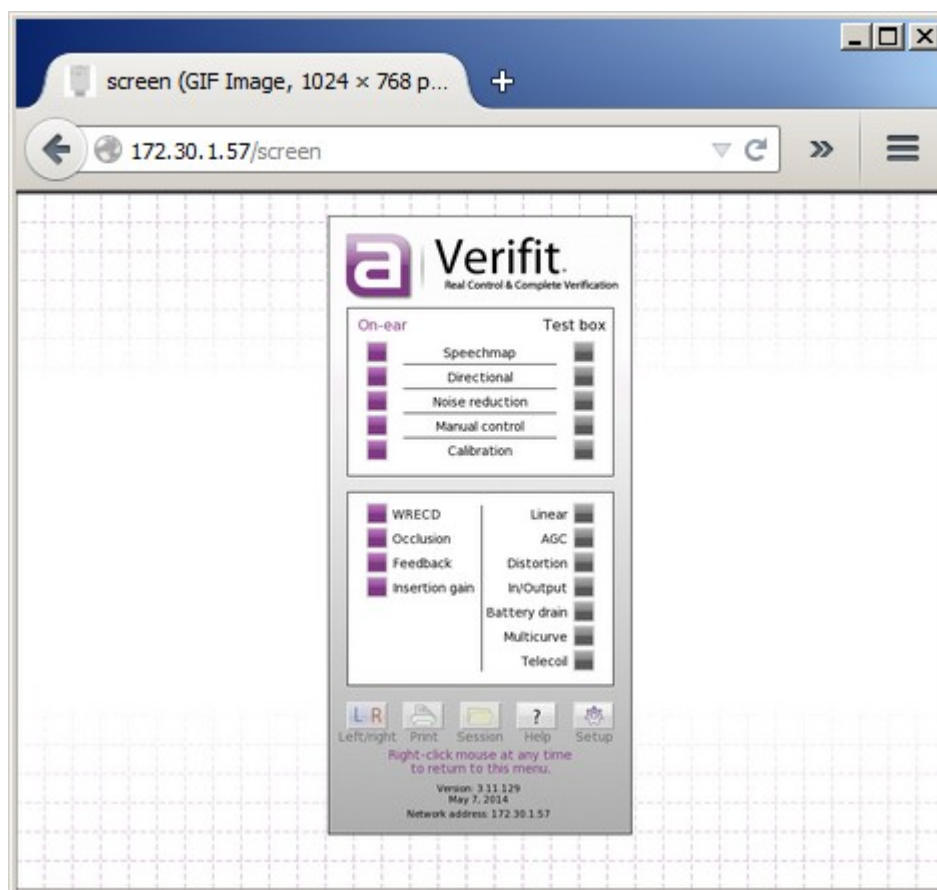 screen (GIF Image, 1024 × 768 p...
172.30.1.57/screen
a Verifit.
Real Control & Complete Verification
On-ear Test box
Speechmap
Directional
Noise reduction
Manual control
Calibration
WRECD Linear
Occlusion AGC
Feedback Distortion
Insertion gain In/Output
Battery drain
Multicurve
Telecoil
L R ?
Left/right Print Session Help Setup
Right-click mouse at any time
to return to this menu.
Version: 3.11.129
May 7, 2014
Network address: 172.30.1.57